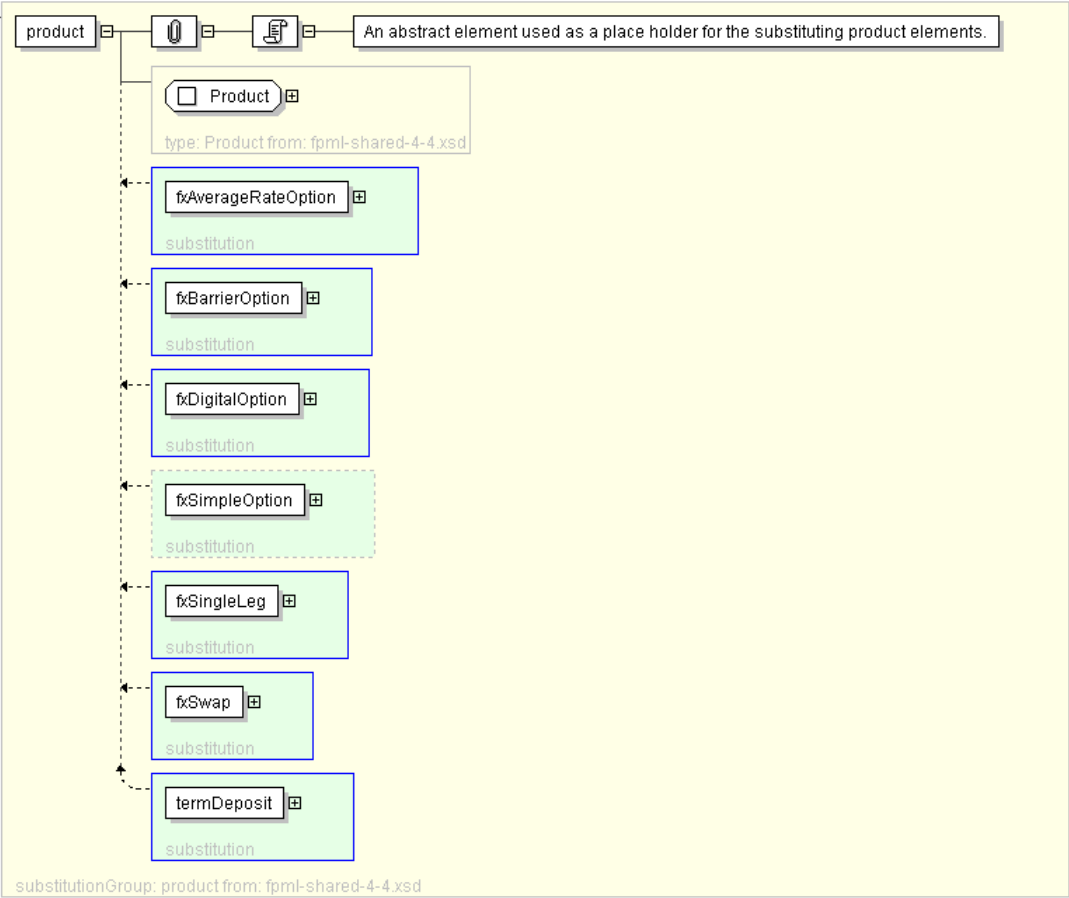 product
An abstract element used as a place holder for the substituting product elements.
Product
type: Product from: fpml-shared-4-4.xsd
fxAverageRateOption
substitution
fxBarrierOption
substitution
fxDigitalOption
substitution
fxSimpleOption
substitution
fxSingleLeg
substitution
fxSwap
substitution
termDeposit
substitution
substitutionGroup: product from: fpml-shared-4-4.xsd